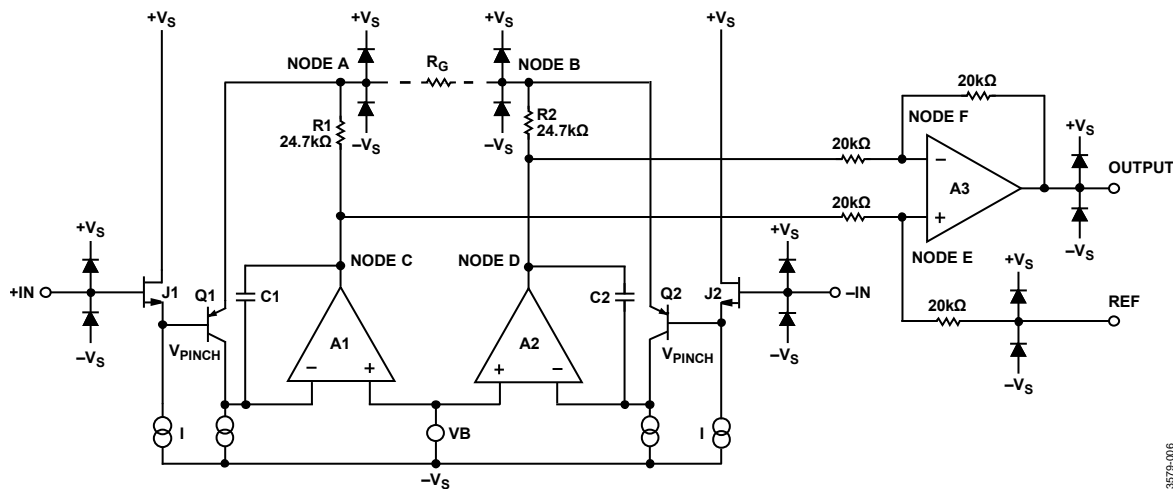 +VS
+VS
+VS
+VS
NODE A
RG
NODE B
R1
24.7kΩ
R2
24.7kΩ
–VS
–VS
20kΩ
NODE F
20kΩ
–
A3
+
+VS
OUTPUT
–VS
20kΩ
NODE E
+VS
+IN
–VS
J1
Q1
VPINCH
C1
NODE C
NODE D
C2
Q2
VPINCH
J2
+VS
–IN
–VS
20kΩ
+VS
REF
–VS
A1
–
+
A2
+
–
I
VB
I
–VS
03579-006